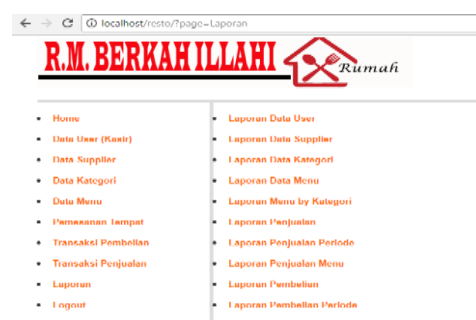 localhost/resto/?page=Laporan
R.M. BERKAH ILLAHI
Rumah
Home
Data User (Kasir)
Data Supplier
Data Kategori
Data Menu
Pemesanan Tempat
Transaksi Pembelian
Transaksi Penjualan
Laporan
Logout
Laporan Data User
Laporan Data Supplier
Laporan Data Kategori
Laporan Data Menu
Laporan Menu by Kategori
Laporan Penjualan
Laporan Penjualan Periode
Laporan Penjualan Menu
Laporan Pembelian
Laporan Pembelian Periode